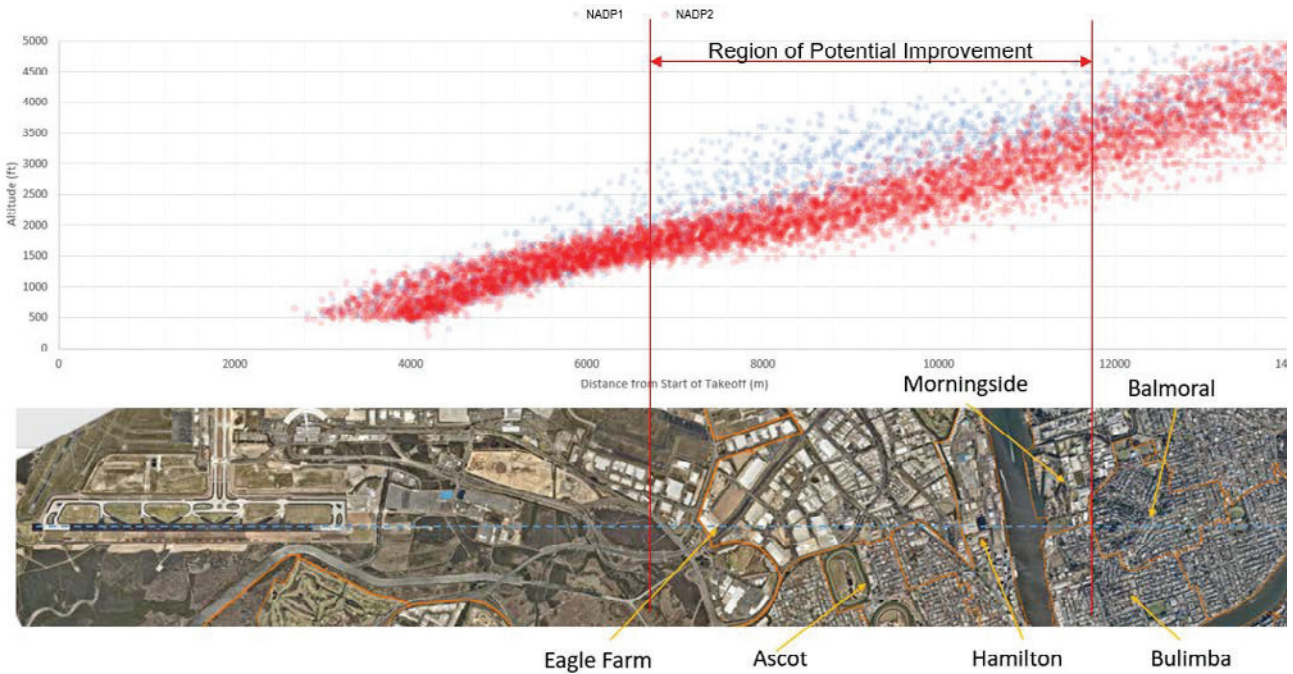 NADP1 NADP2
Region of Potential Improvement
5000
4500
4000
3500
3000
2500
2000
1500
1000
500
0
Altitude (ft)
0 2000 4000 6000 8000 10000 12000 14
Distance from Start of Takeoff (m)
Morningside
Balmoral
Eagle Farm
Ascot
Hamilton
Bulimba